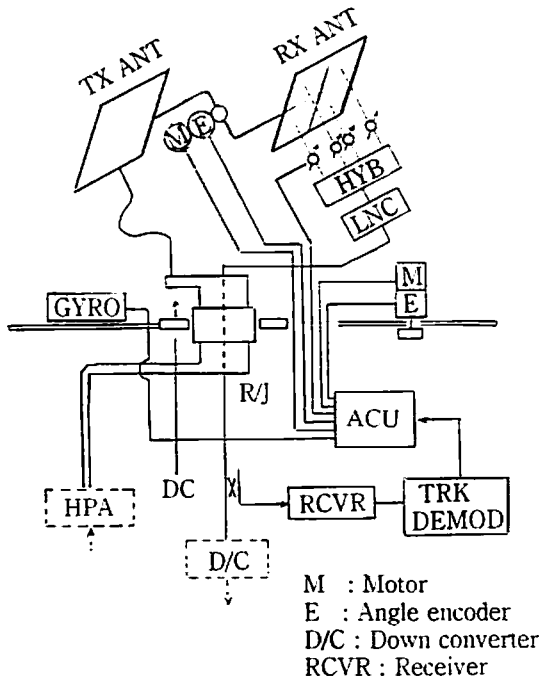 TX ANT
RX ANT
M
E
HYB
LNC
M
E
GYRO
R/J
ACU
DC
HPA
RCVR
TRK
DEMOD
D/C
M : Motor
E : Angle encoder
D/C : Down converter
RCVR : Receiver